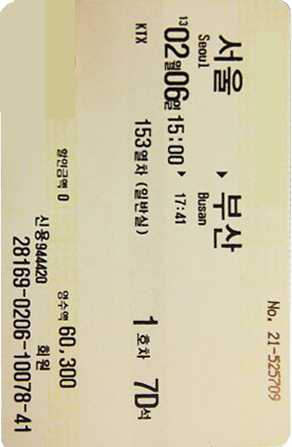 No. 21-525709
서울 ▸ 부산
Seoul Busan
13 02월06일 15:00 ▸ 17:41
KTX 153열차 (일반실) 1 호차 7D석
할인금액 0 영수액 60,300
신용944420 회원
28169-0206-10078-41